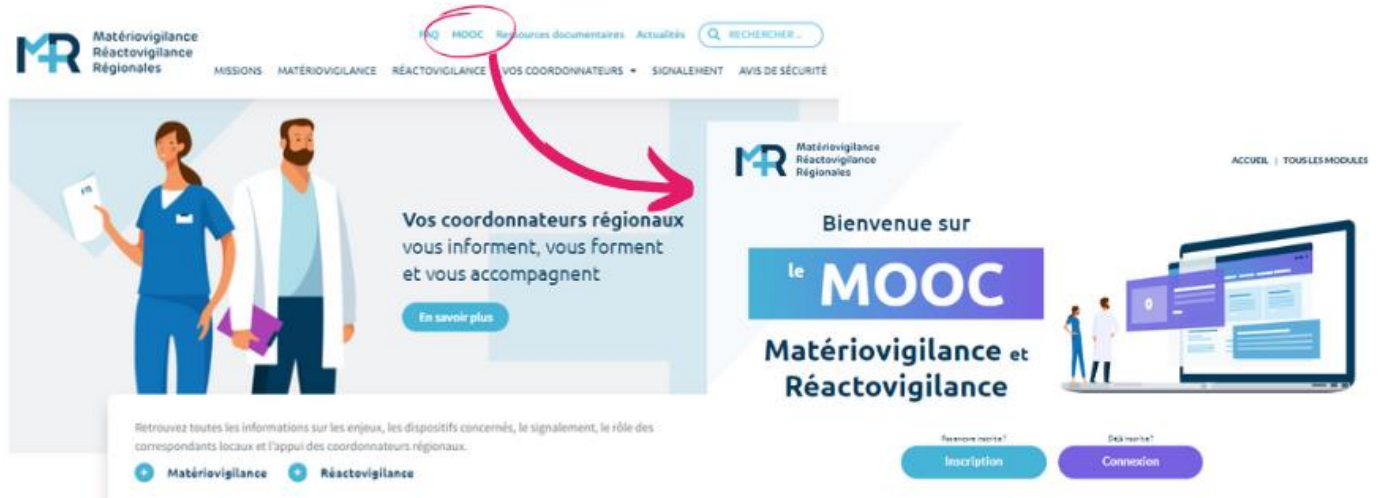 Matériovigilance
Réactovigilance
Régionales
FAQ MOOC Ressources documentaires Actualités RECHERCHER ...
MISSIONS MATÉRIOVIGILANCE RÉACTOVIGILANCE VOS COORDONNATEURS SIGNALEMENT AVIS DE SÉCURITÉ
Vos coordonnateurs régionaux
vous informent, vous forment
et vous accompagnent
En savoir plus
Retrouvez toutes les informations sur les enjeux, les dispositifs concernés, le signalement, le rôle des
correspondants locaux et l'appui des coordonnateurs régionaux.
Matériovigilance Réactovigilance
Matériovigilance
Réactovigilance
Régionales
ACCUEIL | TOUS LES MODULES
Bienvenue sur
le MOOC
Matériovigilance et
Réactovigilance
Pas encore inscrit·e ? Déjà inscrit·e ?
Inscription Connexion